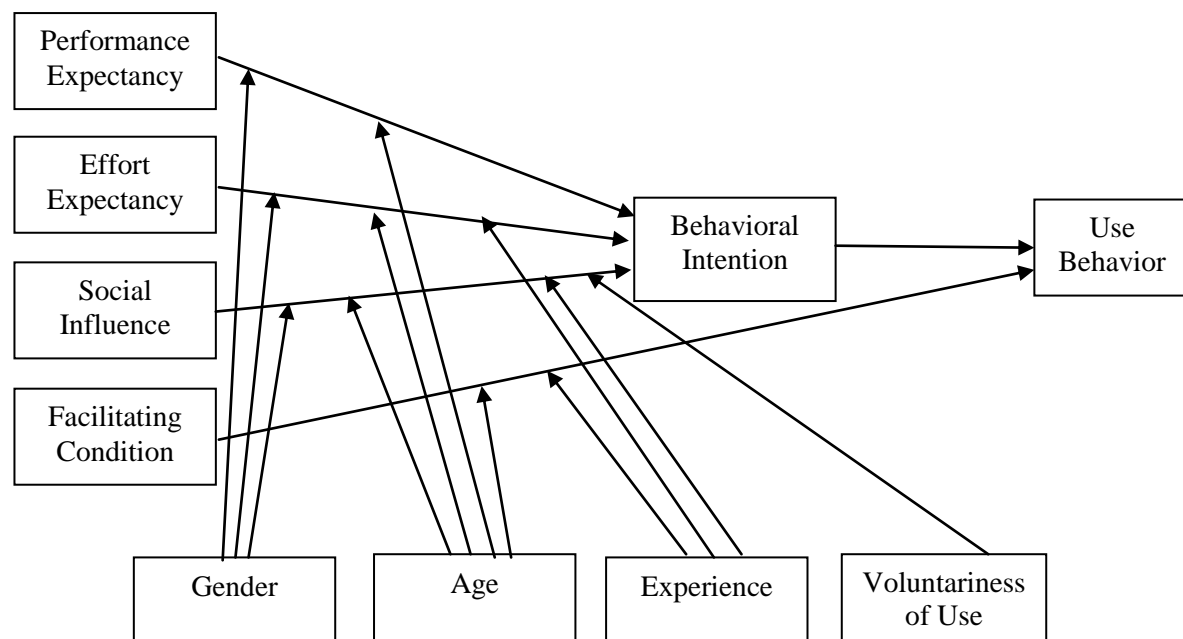 Performance
Expectancy
Effort
Expectancy
Social
Influence
Facilitating
Condition
Behavioral
Intention
Use
Behavior
Gender
Age
Experience
Voluntariness
of Use